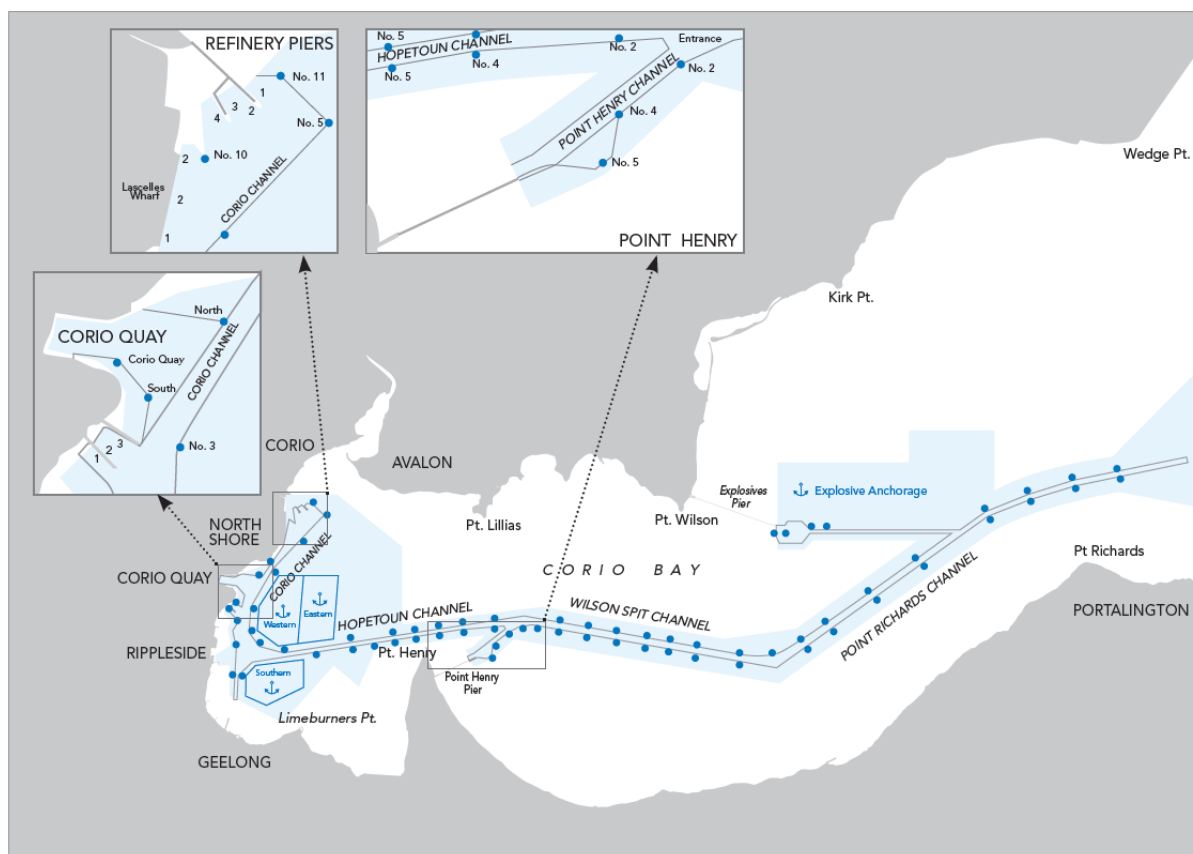 REFINERY PIERS
No. 11
1
3
2
4
No. 5
2
No. 10
Lascelles
Wharf
2
CORIO CHANNEL
1
No. 5
HOPETOUN CHANNEL
No. 2
Entrance
No. 4
No. 5
No. 2
POINT HENRY CHANNEL
No. 4
No. 5
POINT HENRY
Wedge Pt.
Kirk Pt.
North
CORIO QUAY
CORIO CHANNEL
Corio Quay
CORIO CHANNEL
South
3
2
1
No. 3
CORIO
AVALON
Explosives
Pier
Explosive Anchorage
Pt. Lillias
Pt. Wilson
NORTH
SHORE
CORIO CHANNEL
CORIO QUAY
CORIO BAY
Pt Richards
PORTALINGTON
Eastern
Western
HOPETOUN CHANNEL
WILSON SPIT CHANNEL
POINT RICHARDS CHANNEL
RIPPLESIDE
Pt. Henry
Southern
Point Henry
Pier
Limeburners Pt.
GEELONG